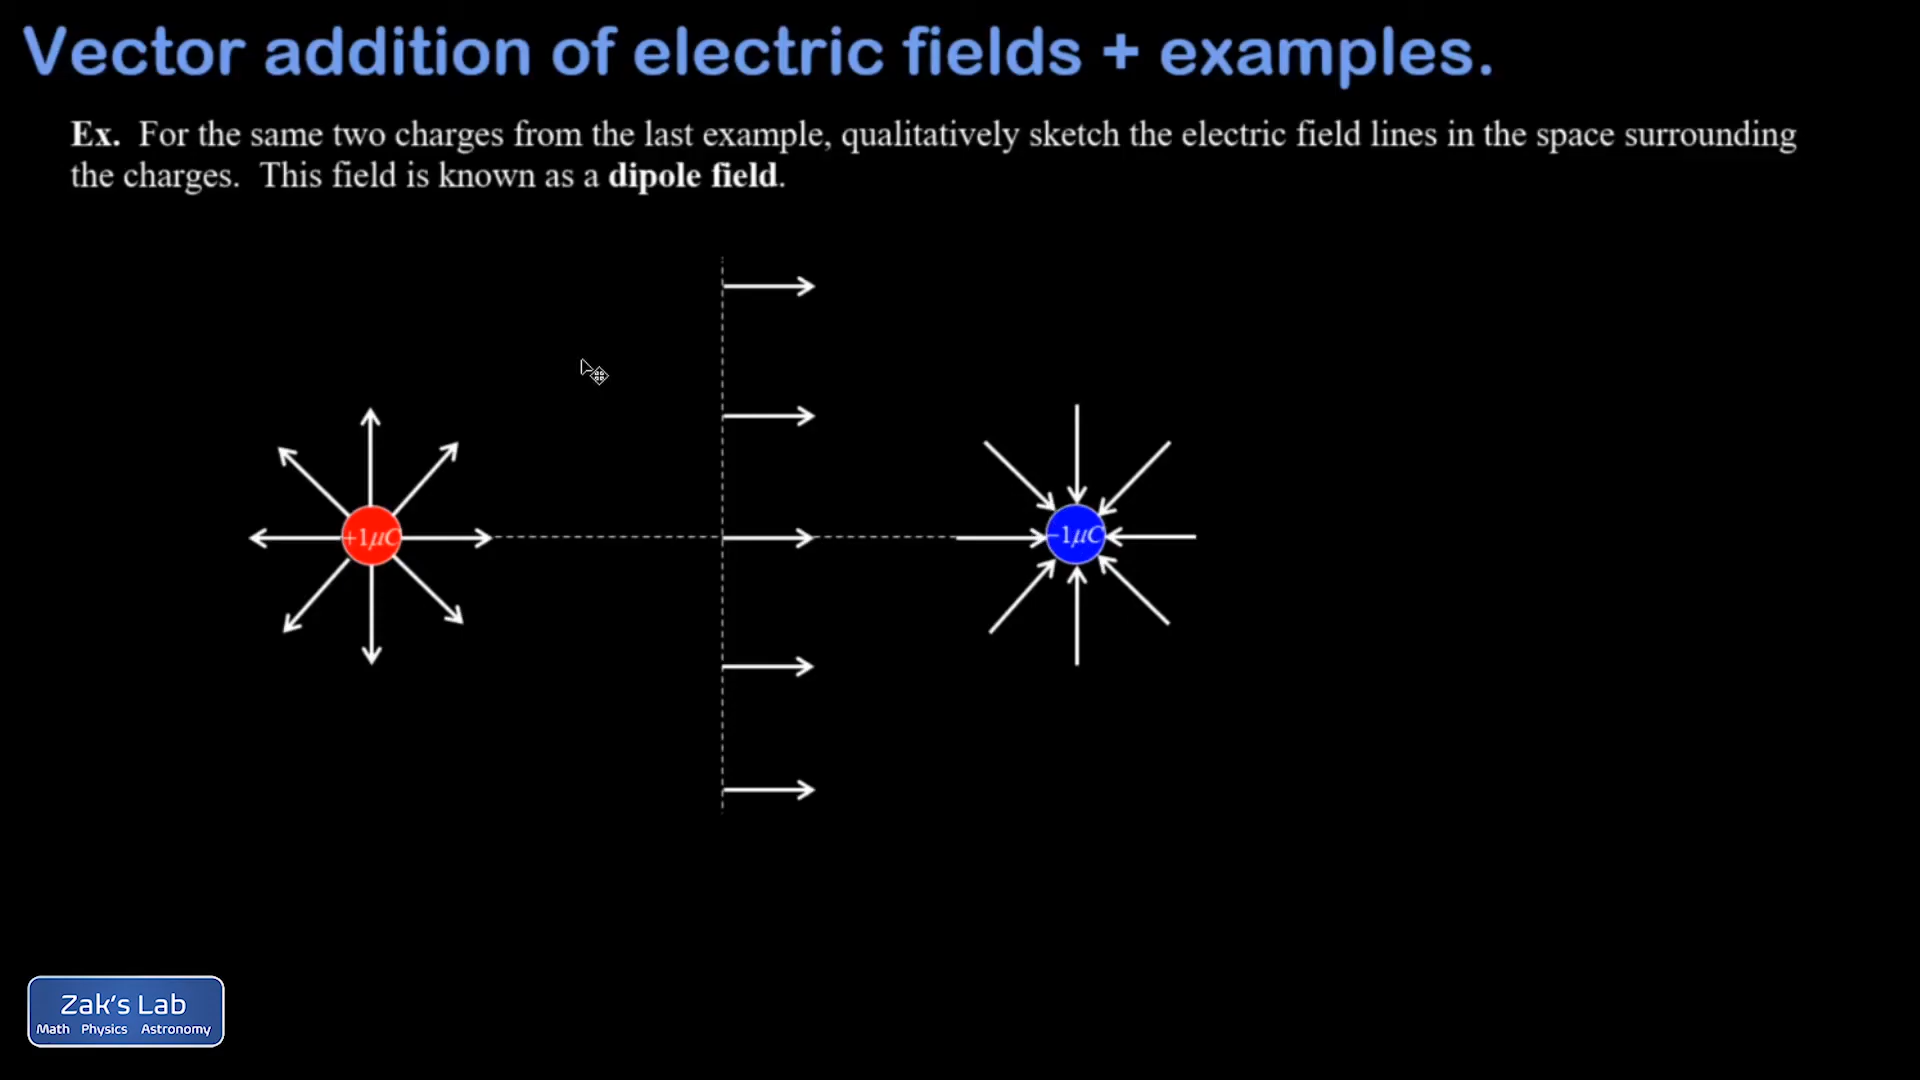 Vector addition of electric fields + examples.
Ex. For the same two charges from the last example, qualitatively sketch the electric field lines in the space surrounding
the charges. This field is known as a dipole field.
+1μC
−1μC
Zak's Lab
Math Physics Astronomy